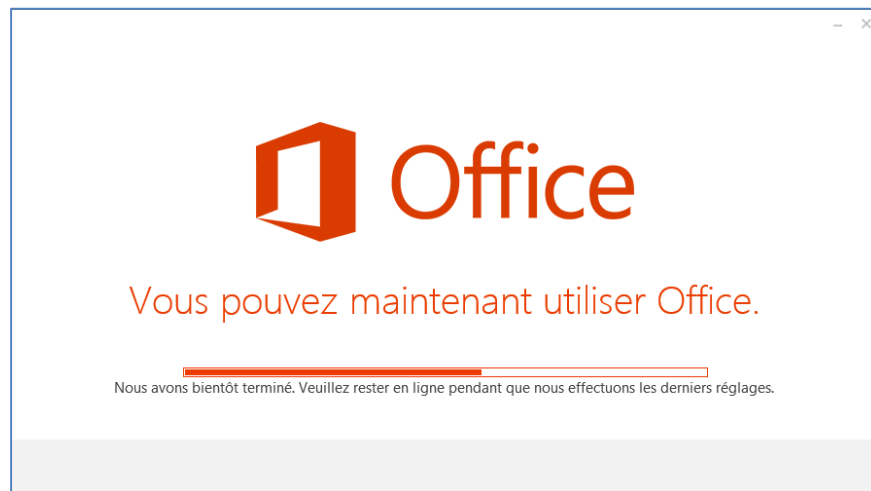 Office
Vous pouvez maintenant utiliser Office.
Nous avons bientôt terminé. Veuillez rester en ligne pendant que nous effectuons les derniers réglages.